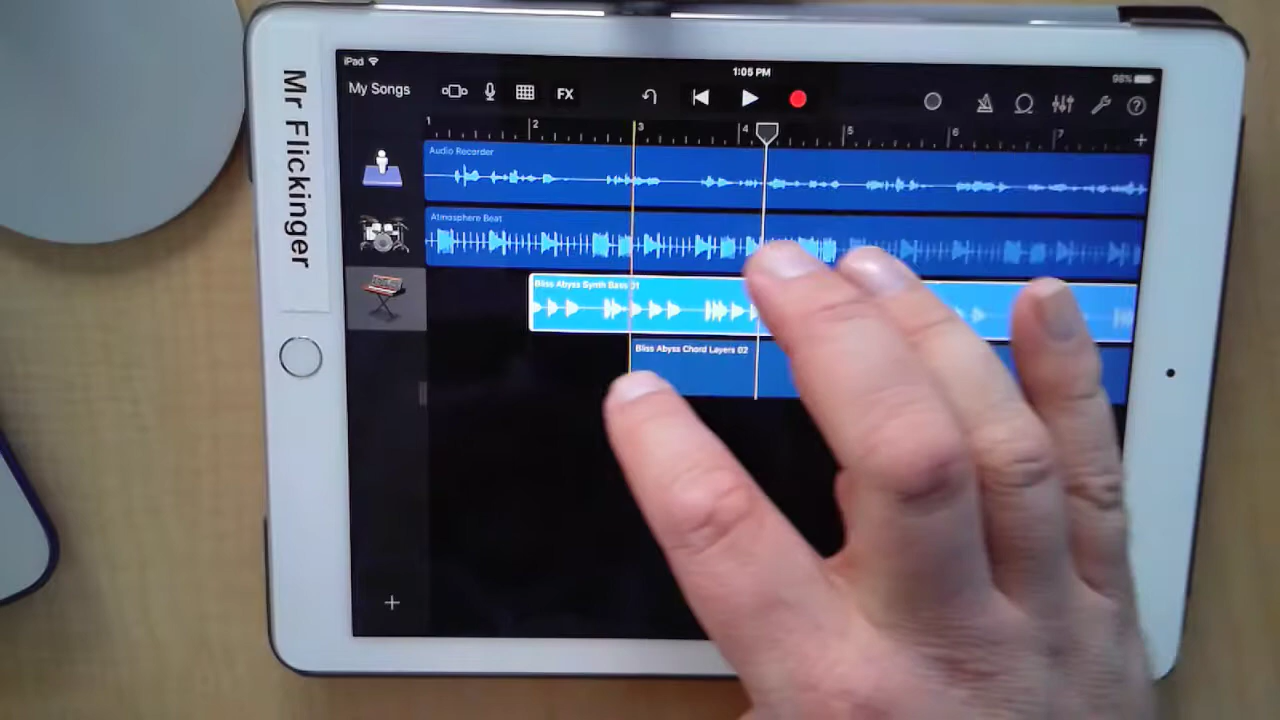 Mr Flickinger
iPad
1:05 PM
98%
My Songs
FX
1 2 3 4 5 6 7
Audio Recorder
Atmosphere Beat
Bliss Abyss Synth Bass 01
Bliss Abyss Chord Layers 02